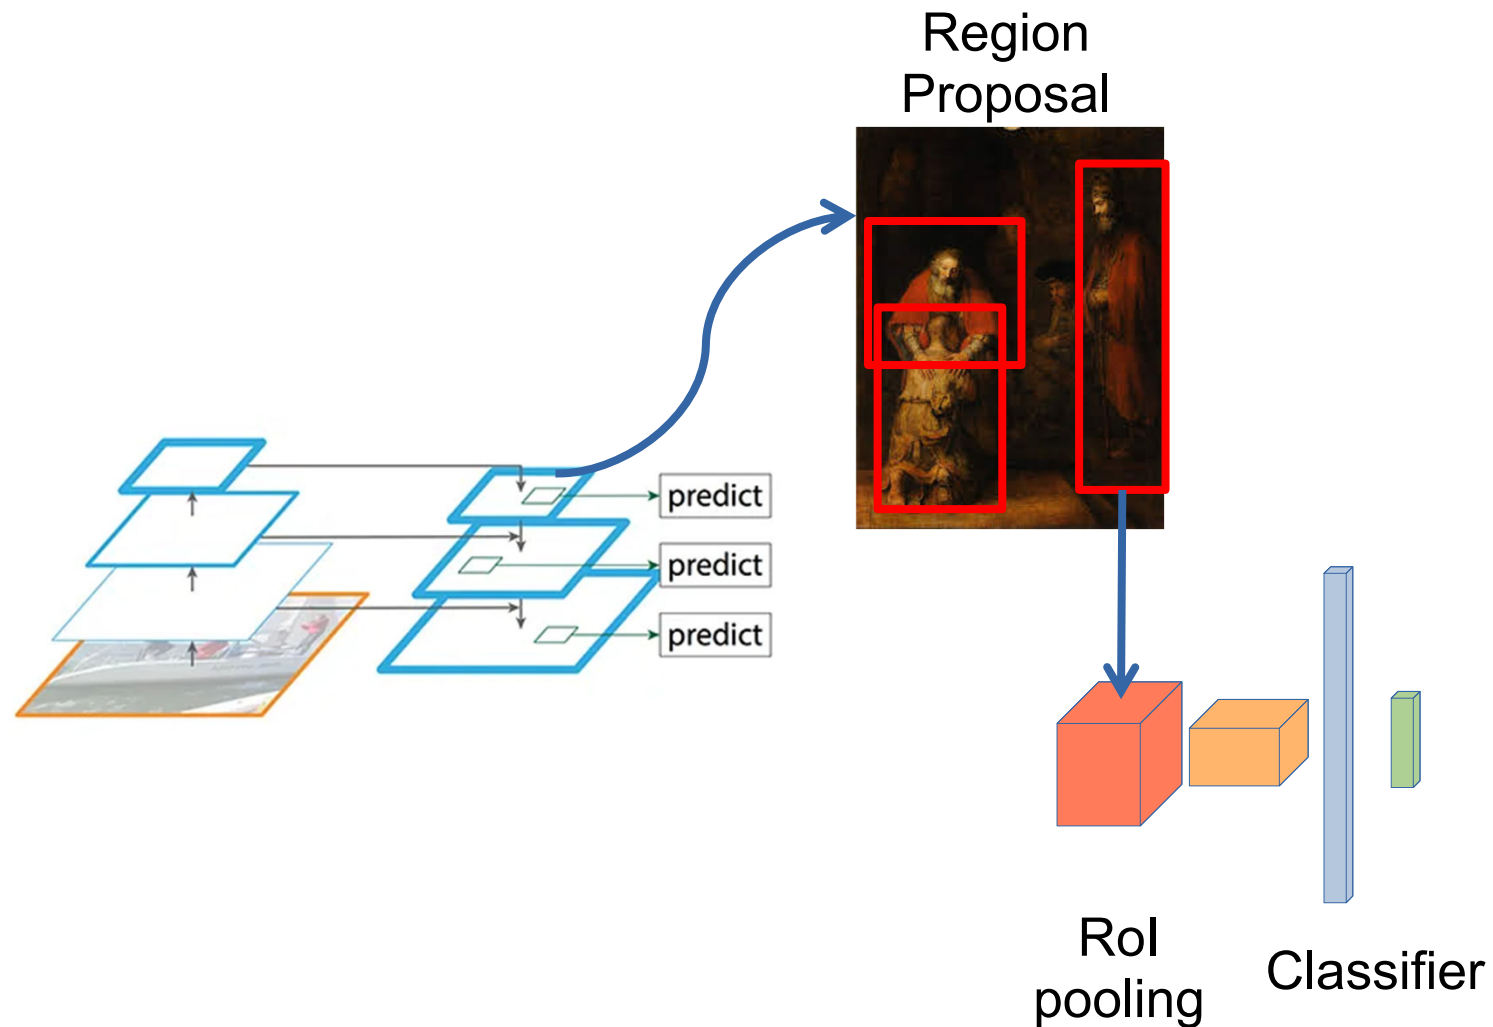 Region
Proposal
predict
predict
predict
RoI
pooling
Classifier